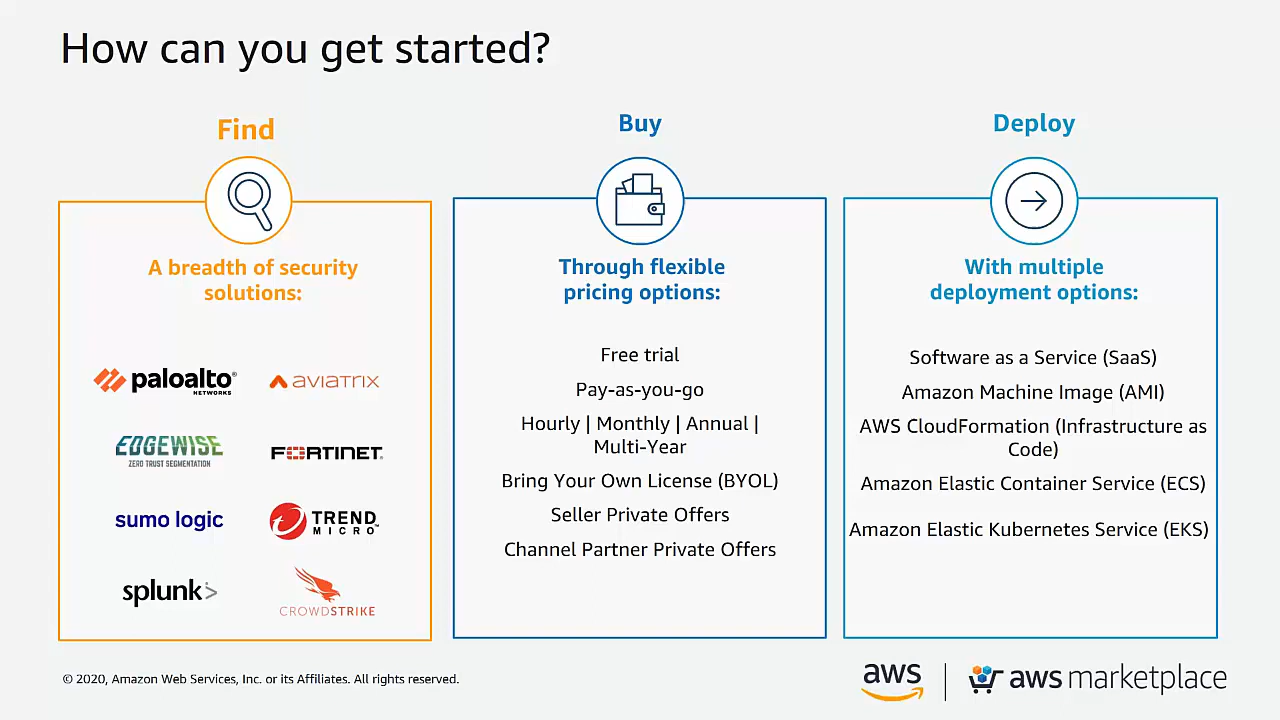 How can you get started?
Find
A breadth of security
solutions:
paloalto
NETWORKS
AVIATRIX
EDGEWISE
ZERO TRUST SEGMENTATION
FORTINET
sumo logic
TREND
MICRO
splunk>
CROWDSTRIKE
Buy
Through flexible
pricing options:
Free trial
Pay-as-you-go
Hourly | Monthly | Annual |
Multi-Year
Bring Your Own License (BYOL)
Seller Private Offers
Channel Partner Private Offers
Deploy
With multiple
deployment options:
Software as a Service (SaaS)
Amazon Machine Image (AMI)
AWS CloudFormation (Infrastructure as
Code)
Amazon Elastic Container Service (ECS)
Amazon Elastic Kubernetes Service (EKS)
© 2020, Amazon Web Services, Inc. or its Affiliates. All rights reserved.
aws
aws marketplace